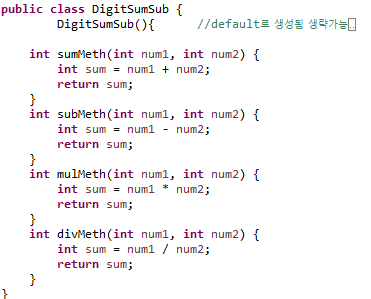 public class DigitSumSub {
DigitSumSub(){ //default로 생성됨 생략가능..
int sumMeth(int num1, int num2) {
int sum = num1 + num2;
return sum;
}
int subMeth(int num1, int num2) {
int sum = num1 - num2;
return sum;
}
int mulMeth(int num1, int num2) {
int sum = num1 * num2;
return sum;
}
int divMeth(int num1, int num2) {
int sum = num1 / num2;
return sum;
}
}